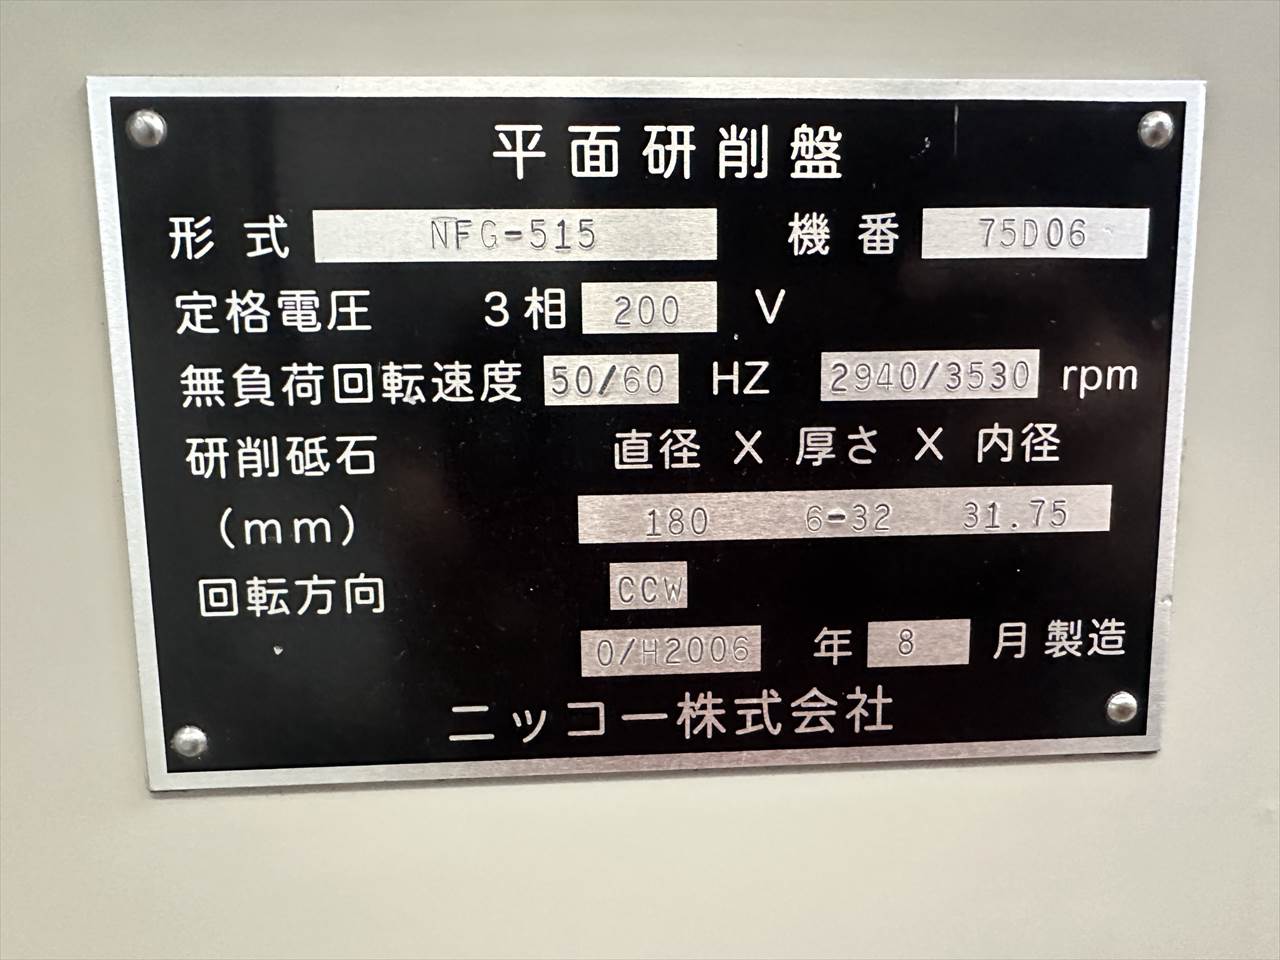 平面研削盤
形式 NFG-515 機番 75D06
定格電圧 3相 200 V
無負荷回転速度 50/60 HZ 2940/3530 rpm
研削砥石 直径 X 厚さ X 内径
(mm) 180 6-32 31.75
回転方向 CCW
O/H2006 年 8 月製造
ニッコー株式会社